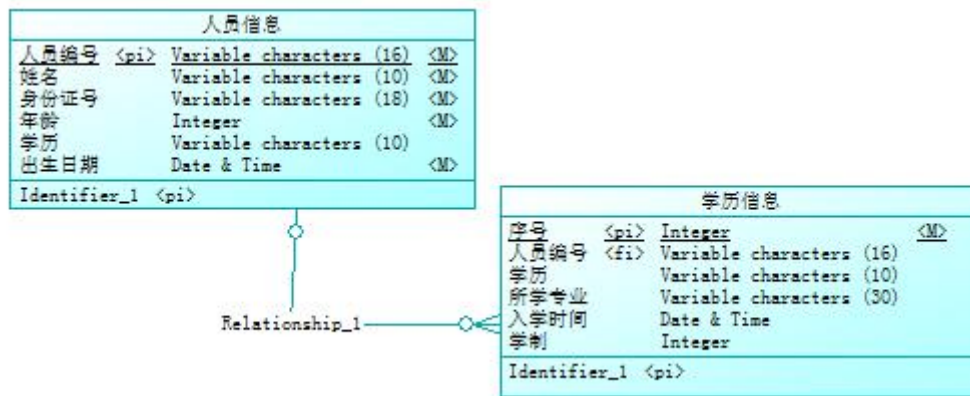 人员信息
人员编号 <pi> Variable characters (16) <M>
姓名 Variable characters (10) <M>
身份证号 Variable characters (18) <M>
年龄 Integer <M>
学历 Variable characters (10)
出生日期 Date & Time <M>
Identifier_1 <pi>
学历信息
序号 <pi> Integer <M>
人员编号 <fi> Variable characters (16)
学历 Variable characters (10)
所学专业 Variable characters (30)
入学时间 Date & Time
学制 Integer
Identifier_1 <pi>
Relationship_1